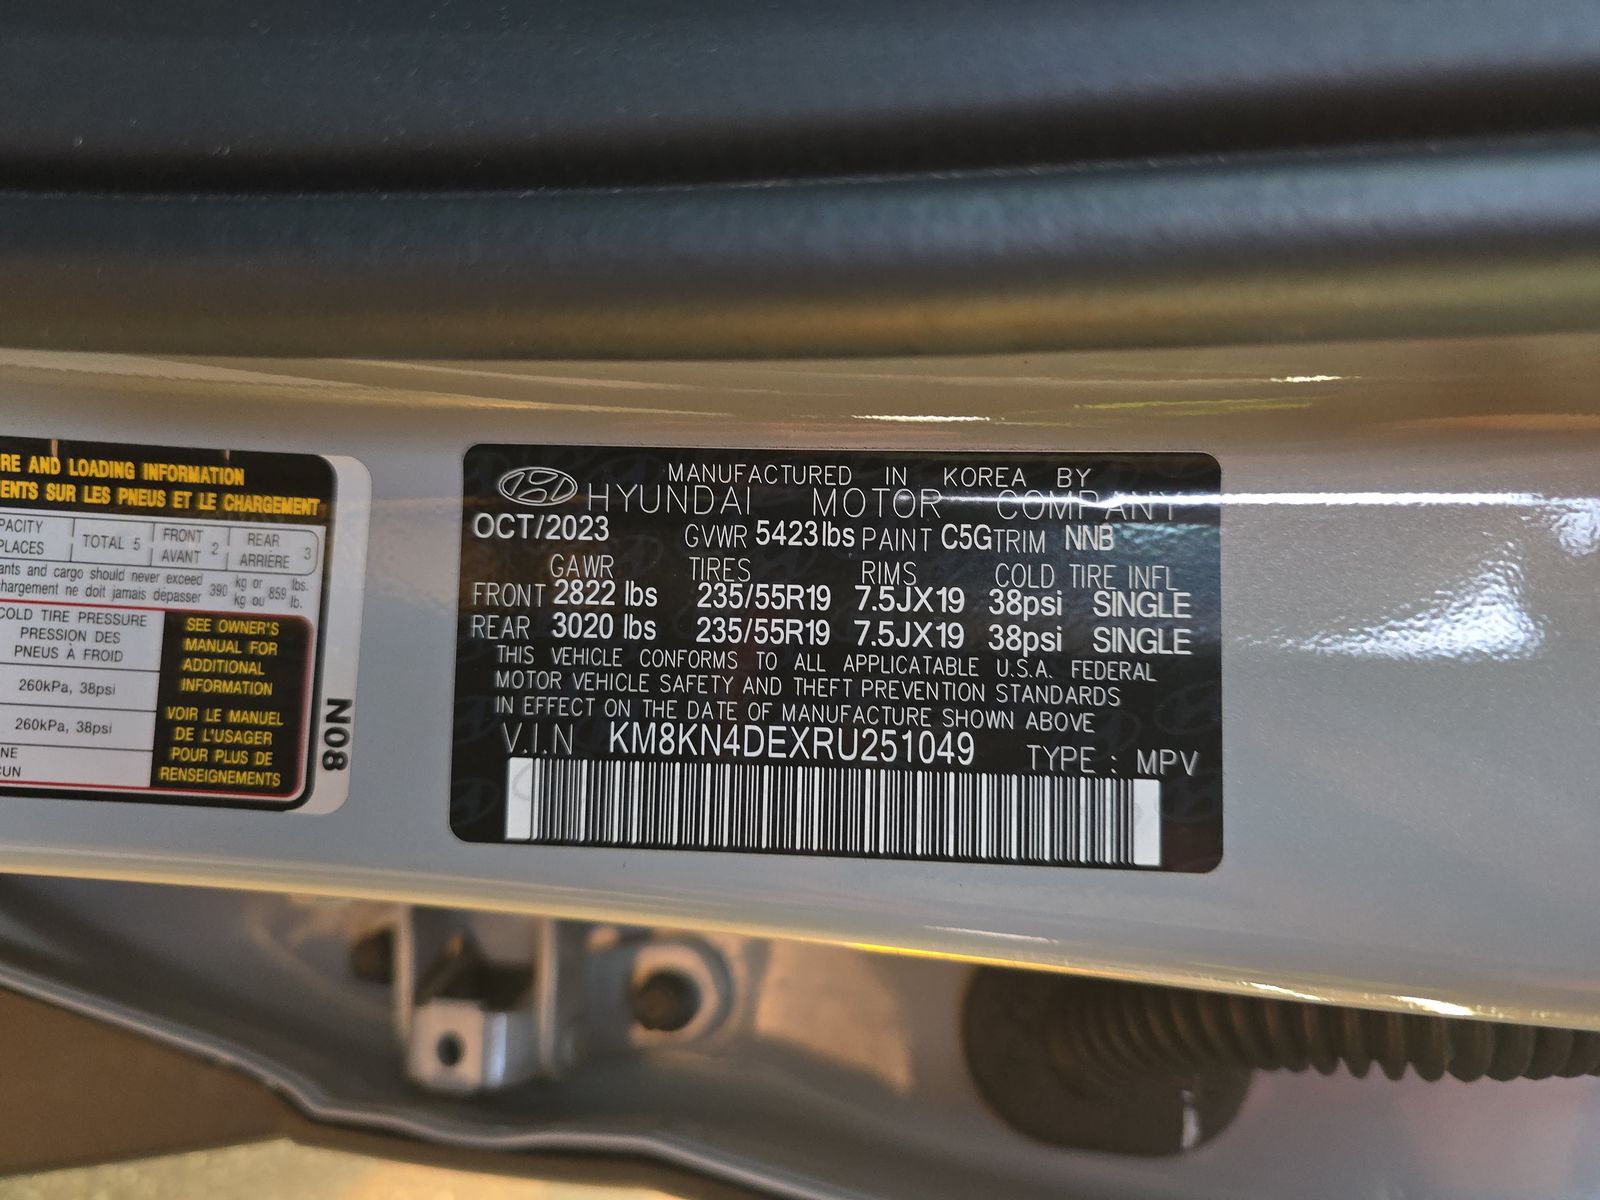 RE AND LOADING INFORMATION
ENTS SUR LES PNEUS ET LE CHARGEMENT
PACITY TOTAL 5 FRONT 2 REAR 3
PLACES AVANT ARRIÈRE
ants and cargo should never exceed 390 kg or 859 lbs.
chargement ne doit jamais dépasser kg ou lb.
COLD TIRE PRESSURE
PRESSION DES
PNEUS À FROID
260kPa, 38psi
260kPa, 38psi
NE
CUN
SEE OWNER'S
MANUAL FOR
ADDITIONAL
INFORMATION
VOIR LE MANUEL
DE L'USAGER
POUR PLUS DE
RENSEIGNEMENTS
N08
MANUFACTURED IN KOREA BY
HYUNDAI MOTOR COMPANY
OCT/2023 GVWR 5423lbs PAINT C5G TRIM NNB
GAWR TIRES RIMS COLD TIRE INFL
FRONT 2822 lbs 235/55R19 7.5JX19 38psi SINGLE
REAR 3020 lbs 235/55R19 7.5JX19 38psi SINGLE
THIS VEHICLE CONFORMS TO ALL APPLICATABLE U.S.A. FEDERAL
MOTOR VEHICLE SAFETY AND THEFT PREVENTION STANDARDS
IN EFFECT ON THE DATE OF MANUFACTURE SHOWN ABOVE
V.I.N KM8KN4DEXRU251049 TYPE : MPV